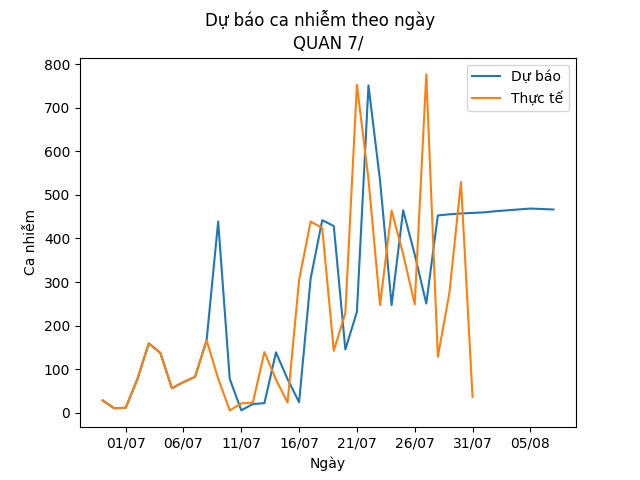 Dự báo ca nhiễm theo ngày
QUAN 7/
Dự báo
Thực tế
Ca nhiễm
800
700
600
500
400
300
200
100
0
01/07 06/07 11/07 16/07 21/07 26/07 31/07 05/08
Ngày